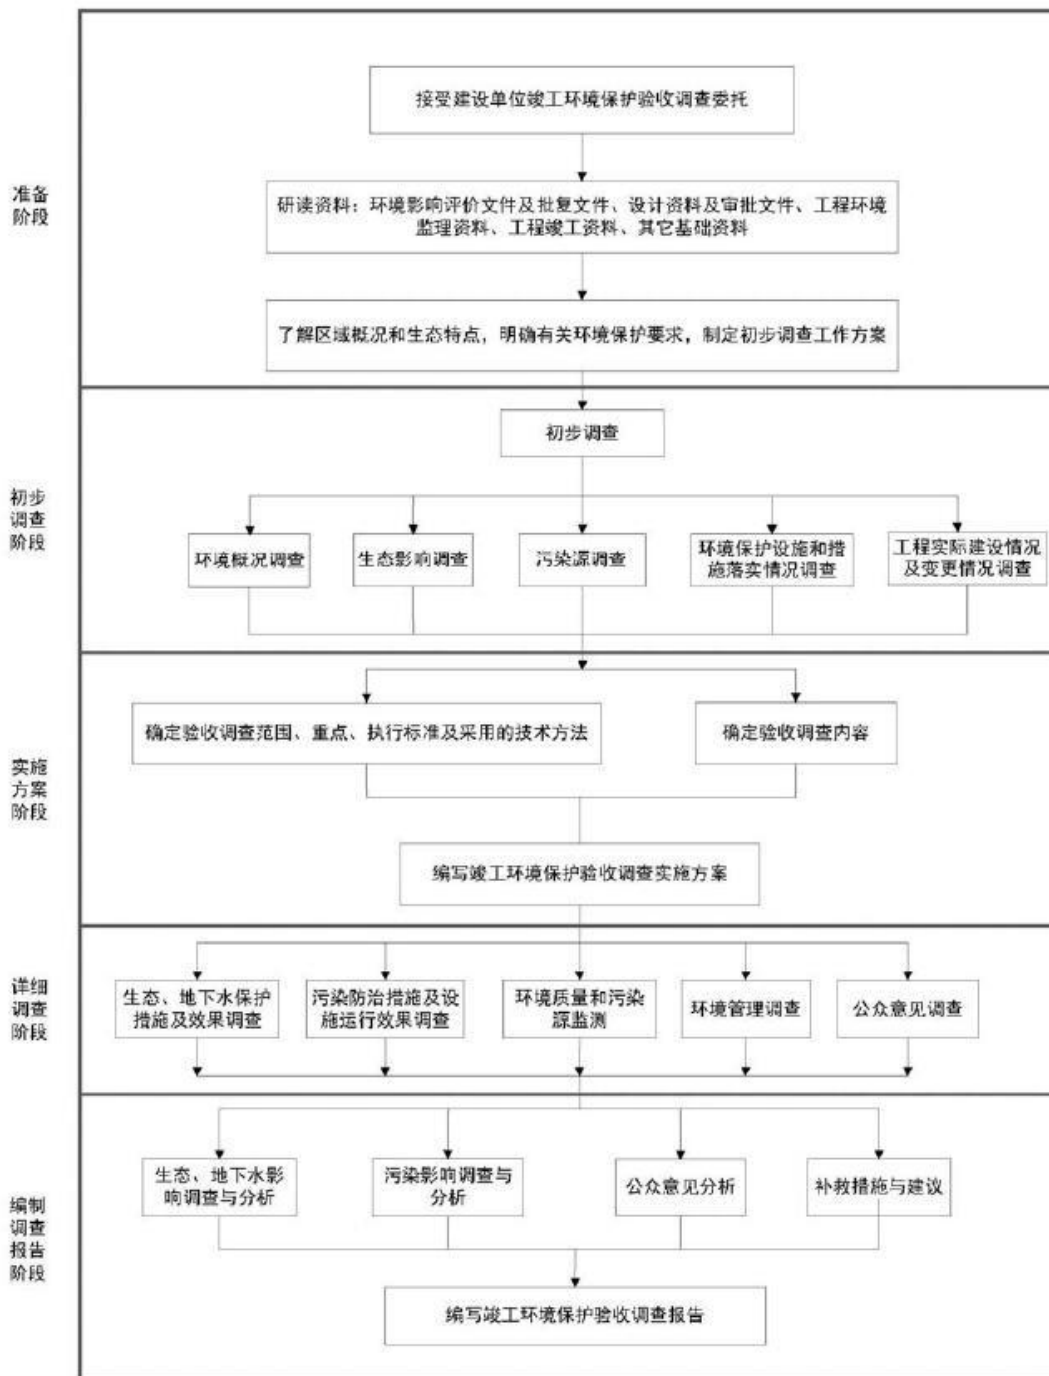 准备
阶段
接受建设单位竣工环境保护验收调查委托
研读资料：环境影响评价文件及批复文件、设计资料及审批文件、工程环境
监理资料、工程竣工资料、其它基础资料
了解区域概况和生态特点，明确有关环境保护要求，制定初步调查工作方案
初步
调查
阶段
初步调查
环境概况调查
生态影响调查
污染源调查
环境保护设施和措
施落实情况调查
工程实际建设情况
及变更情况调查
实施
方案
阶段
确定验收调查范围、重点、执行标准及采用的技术方法
确定验收调查内容
编写竣工环境保护验收调查实施方案
详细
调查
阶段
生态、地下水保护
措施及效果调查
污染防治措施及设
施运行效果调查
环境质量和污染
源监测
环境管理调查
公众意见调查
编制
调查
报告
阶段
生态、地下水影
响调查与分析
污染影响调查与
分析
公众意见分析
补救措施与建议
编写竣工环境保护验收调查报告